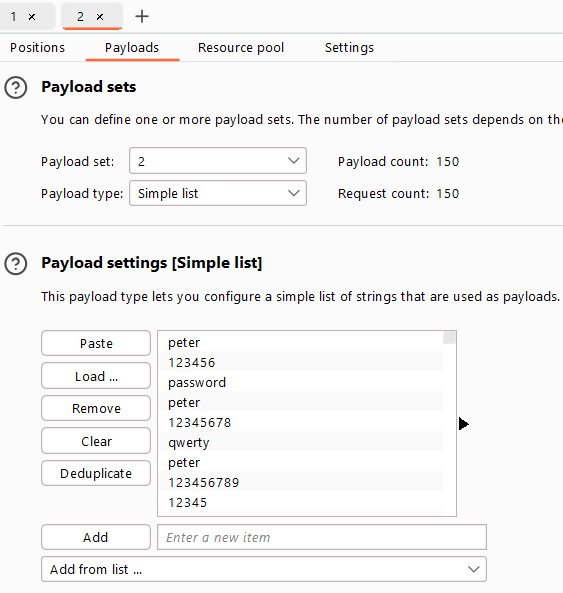 1 × 2 × +
Positions Payloads Resource pool Settings
? Payload sets
You can define one or more payload sets. The number of payload sets depends on the
Payload set: 2 Payload count: 150
Payload type: Simple list Request count: 150
? Payload settings [Simple list]
This payload type lets you configure a simple list of strings that are used as payloads.
Paste
Load ...
Remove
Clear
Deduplicate
peter
123456
password
peter
12345678
qwerty
peter
123456789
12345
Add Enter a new item
Add from list ...